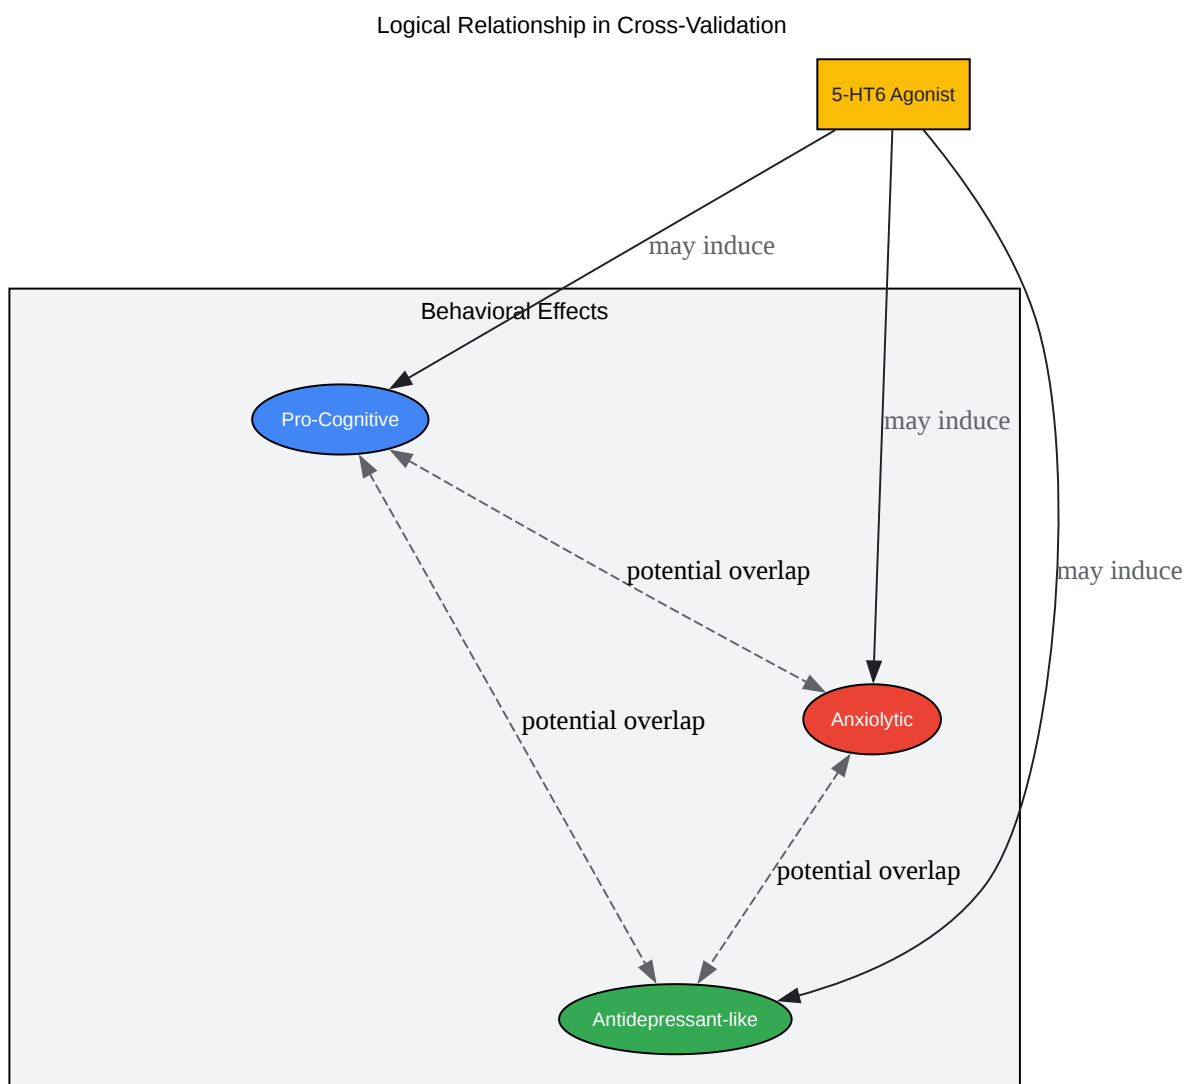 Logical Relationship in Cross-Validation
5-HT6 Agonist
may induce
Behavioral Effects
Pro-Cognitive
may induce
potential overlap
may induce
potential overlap
Anxiolytic
potential overlap
Antidepressant-like